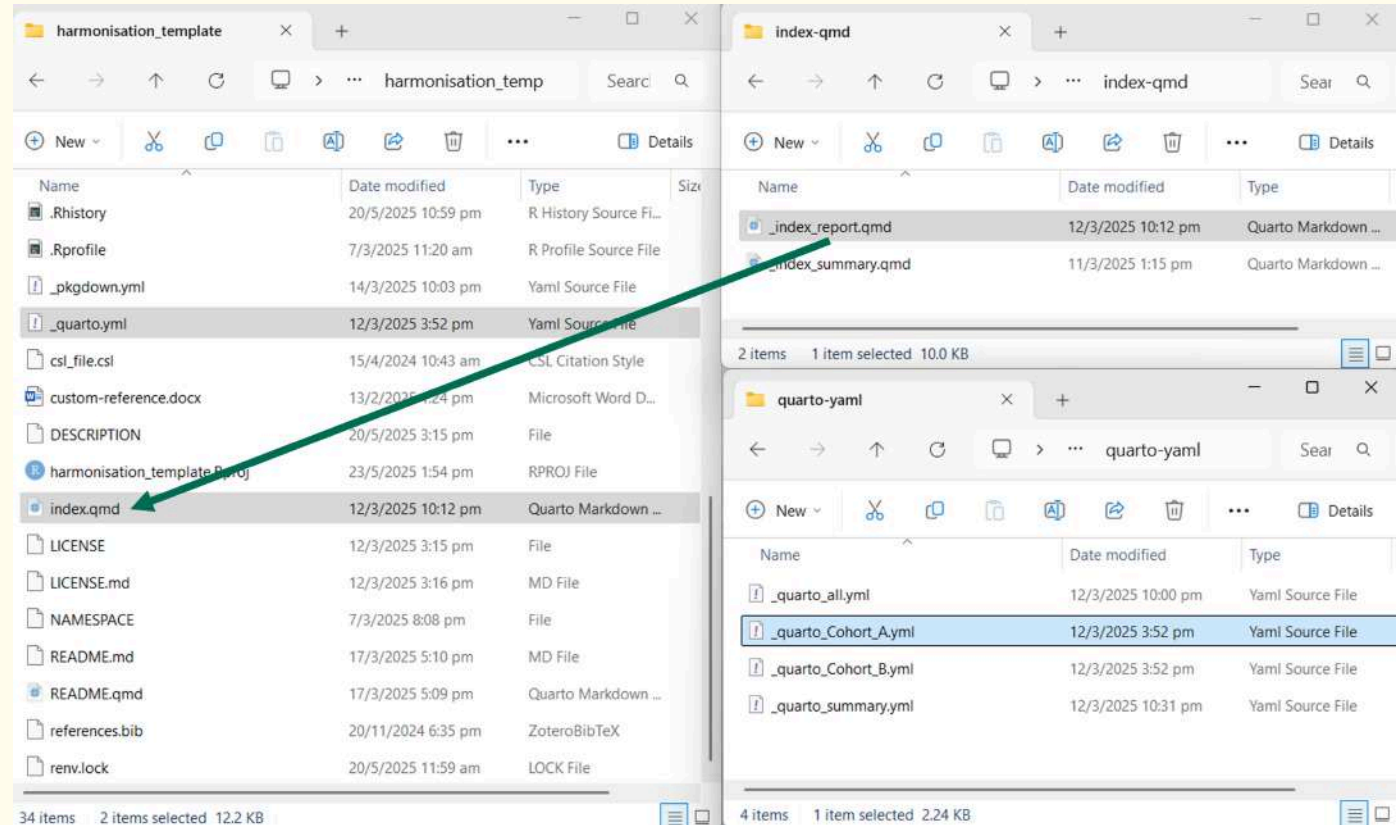 harmonisation_template
harmonisation_temp
Searc
New
Details
Name Date modified Type Size
.Rhistory 20/5/2025 10:59 pm R History Source Fi...
.Rprofile 7/3/2025 11:20 am R Profile Source File
_pkgdown.yml 14/3/2025 10:03 pm Yaml Source File
_quarto.yml 12/3/2025 3:52 pm Yaml Source File
csl_file.csl 15/4/2024 10:43 am CSL Citation Style
custom-reference.docx 13/2/2025 Microsoft Word D...
DESCRIPTION 20/5/2025 3:15 pm File
harmonisation_template.Rproj 23/5/2025 1:54 pm RPROJ File
index.qmd 12/3/2025 10:12 pm Quarto Markdown ...
LICENSE 12/3/2025 3:15 pm File
LICENSE.md 12/3/2025 3:16 pm MD File
NAMESPACE 7/3/2025 8:08 pm File
README.md 17/3/2025 5:10 pm MD File
README.qmd 17/3/2025 5:09 pm Quarto Markdown ...
references.bib 20/11/2024 6:35 pm ZoteroBibTeX
renv.lock 20/5/2025 11:59 am LOCK File
34 items 2 items selected 12.2 KB
index-qmd
index-qmd
Sear
New
Details
Name Date modified Type
_index_report.qmd 12/3/2025 10:12 pm Quarto Markdown ...
_index_summary.qmd 11/3/2025 1:15 pm Quarto Markdown ...
2 items 1 item selected 10.0 KB
quarto-yaml
quarto-yaml
Sear
New
Details
Name Date modified Type
_quarto_all.yml 12/3/2025 10:00 pm Yaml Source File
_quarto_Cohort_A.yml 12/3/2025 3:52 pm Yaml Source File
_quarto_Cohort_B.yml 12/3/2025 3:52 pm Yaml Source File
_quarto_summary.yml 12/3/2025 10:31 pm Yaml Source File
4 items 1 item selected 2.24 KB